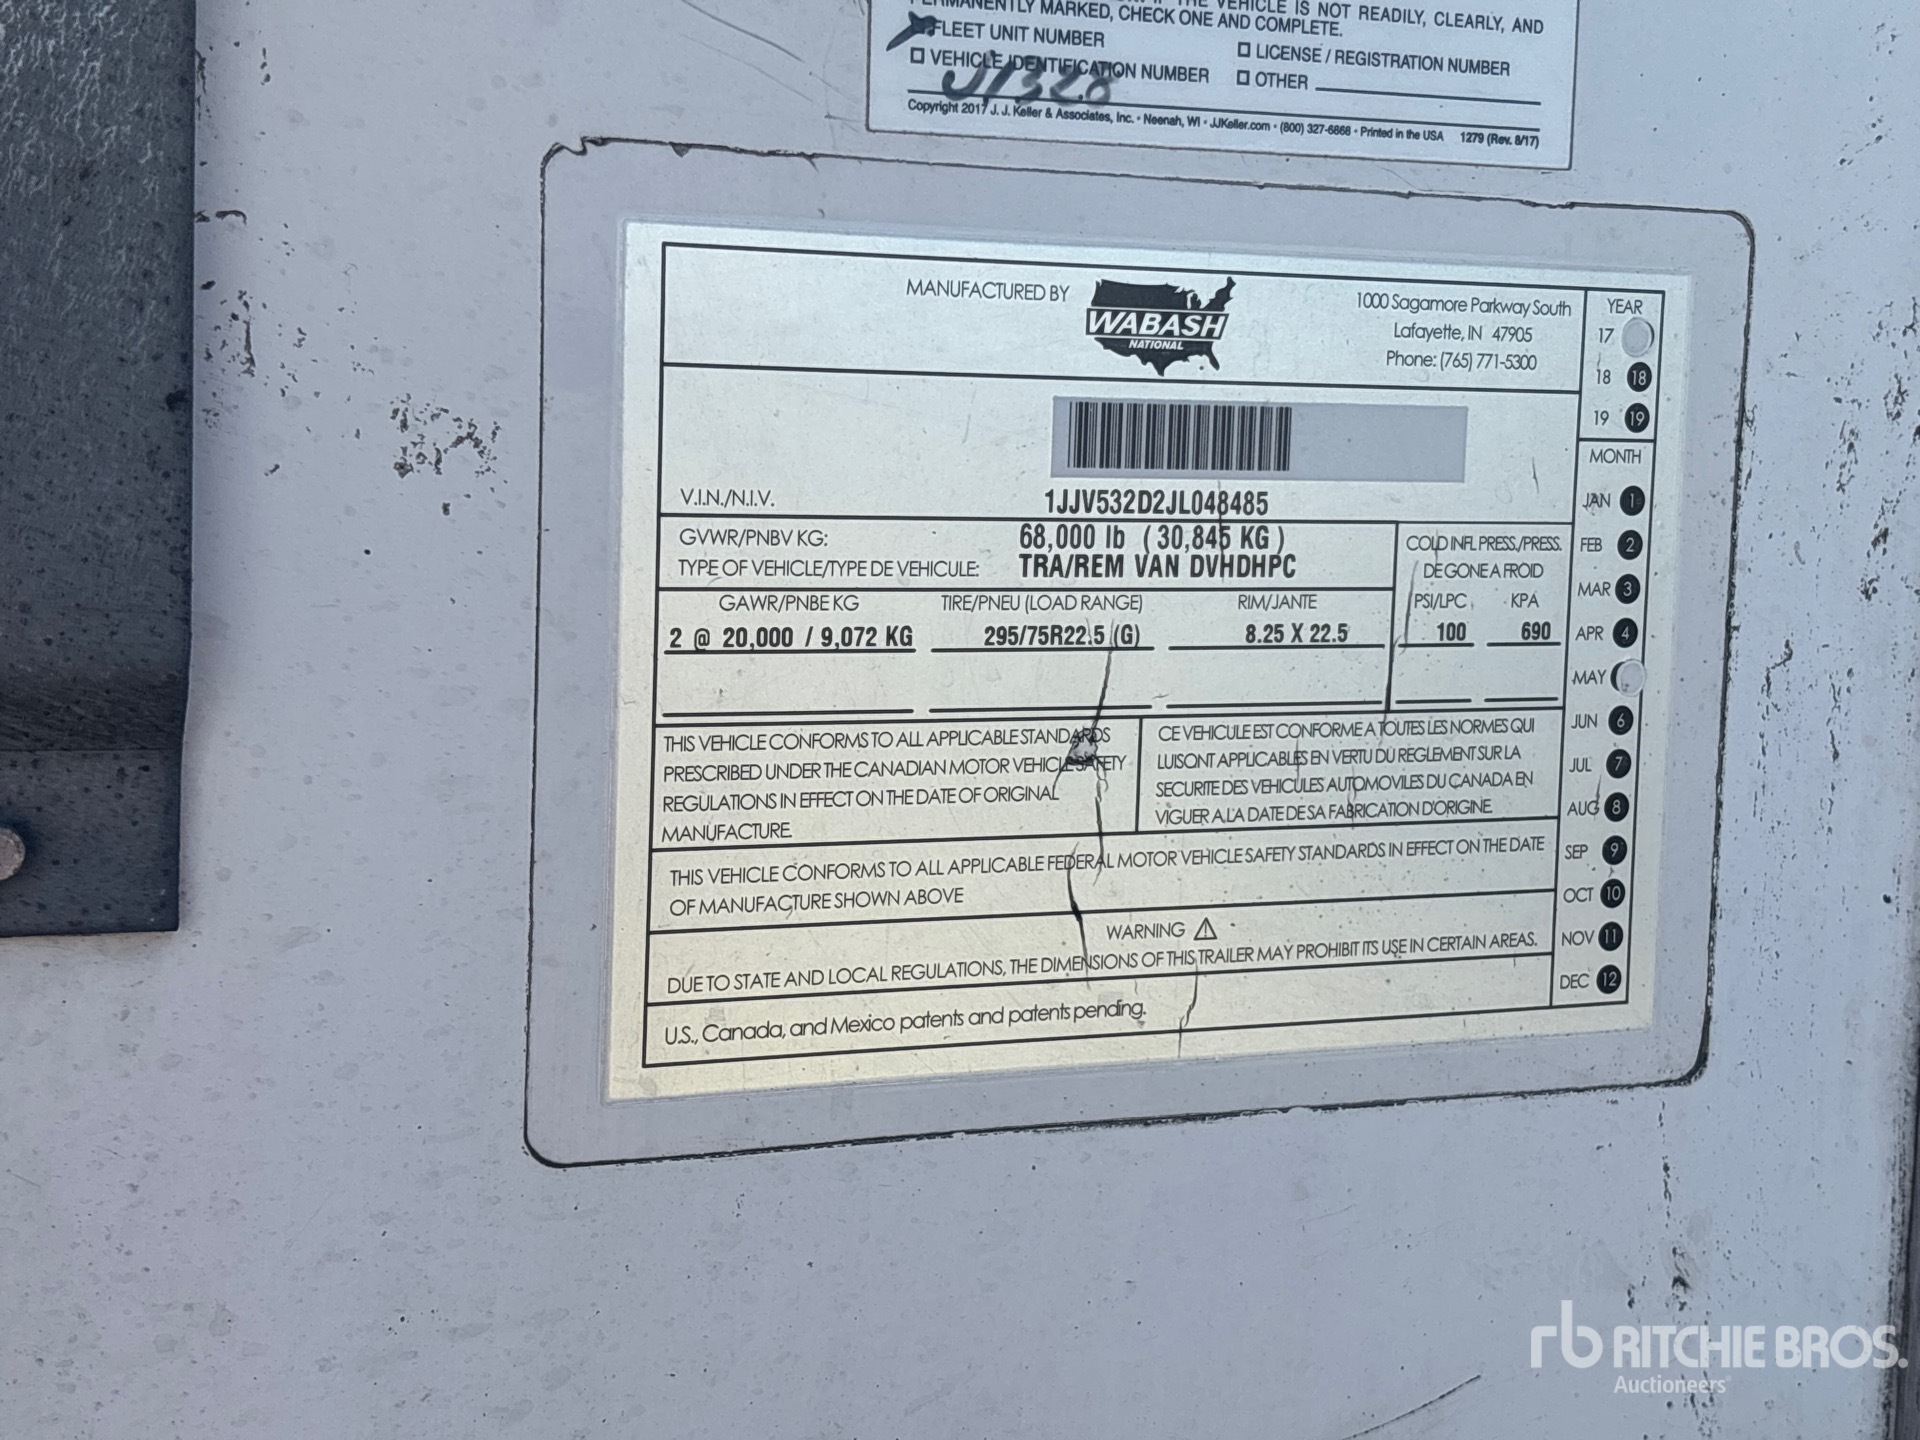 THE VEHICLE IS NOT READILY, CLEARLY, AND
PERMANENTLY MARKED, CHECK ONE AND COMPLETE.
FLEET UNIT NUMBER
LICENSE / REGISTRATION NUMBER
VEHICLE IDENTIFICATION NUMBER
OTHER
J1328
Copyright 2017 J. J. Keller & Associates, Inc. • Neenah, WI • JJKeller.com • (800) 327-6868 • Printed in the USA 1279 (Rev. 8/17)
MANUFACTURED BY
WABASH
NATIONAL
1000 Sagamore Parkway South
Lafayette, IN 47905
Phone: (765) 771-5300
YEAR
17
18 18
19 19
V.I.N./N.I.V. 1JJV532D2JL048485
GVWR/PNBV KG: 68,000 lb ( 30,845 KG )
TYPE OF VEHICLE/TYPE DE VEHICULE: TRA/REM VAN DVHDHPC
COLD INFL PRESS./PRESS.
DE GONE A FROID
GAWR/PNBE KG TIRE/PNEU (LOAD RANGE) RIM/JANTE PSI/LPC KPA
2 @ 20,000 / 9,072 KG 295/75R22.5 (G) 8.25 X 22.5 100 690
THIS VEHICLE CONFORMS TO ALL APPLICABLE STANDARDS
PRESCRIBED UNDER THE CANADIAN MOTOR VEHICLE SAFETY
REGULATIONS IN EFFECT ON THE DATE OF ORIGINAL
MANUFACTURE.
CE VEHICULE EST CONFORME A TOUTES LES NORMES QUI
LUISONT APPLICABLES EN VERTU DU REGLEMENT SUR LA
SECURITE DES VEHICULES AUTOMOVILES DU CANADA EN
VIGUER A LA DATE DE SA FABRICATION D'ORIGINE.
THIS VEHICLE CONFORMS TO ALL APPLICABLE FEDERAL MOTOR VEHICLE SAFETY STANDARDS IN EFFECT ON THE DATE
OF MANUFACTURE SHOWN ABOVE
WARNING
DUE TO STATE AND LOCAL REGULATIONS, THE DIMENSIONS OF THIS TRAILER MAY PROHIBIT ITS USE IN CERTAIN AREAS.
U.S., Canada, and Mexico patents and patents pending.
MONTH
JAN 1
FEB 2
MAR 3
APR 4
MAY
JUN 6
JUL 7
AUG 8
SEP 9
OCT 10
NOV 11
DEC 12
rb RITCHIE BROS.
Auctioneers